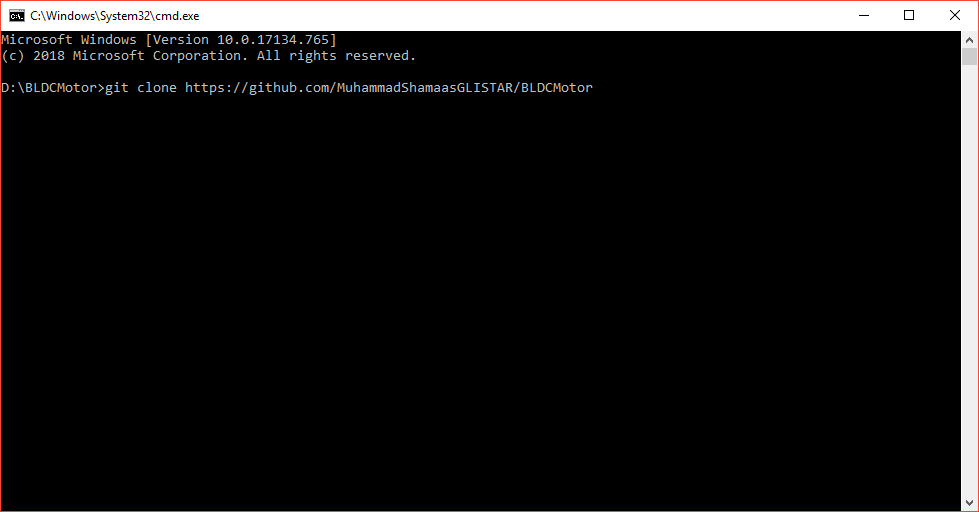 C:\Windows\System32\cmd.exe
Microsoft Windows [Version 10.0.17134.765]
(c) 2018 Microsoft Corporation. All rights reserved.
D:\BLDCMotor>git clone https://github.com/MuhammadShamaasGLISTAR/BLDCMotor